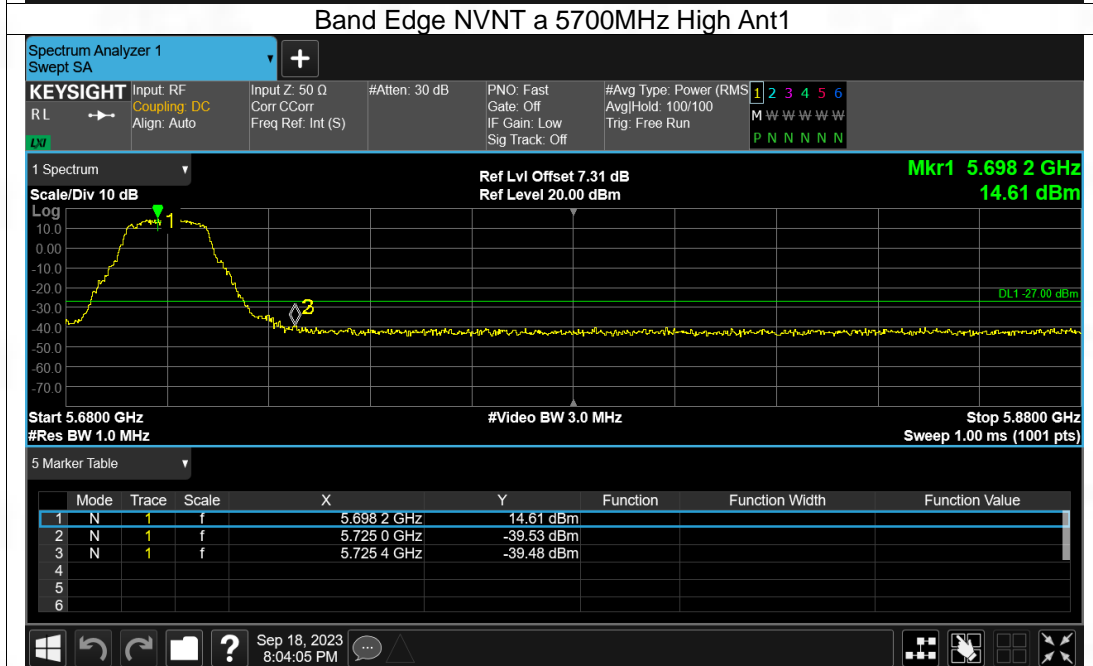 Band Edge NVNT a 5700MHz High Ant1
Spectrum Analyzer 1
Swept SA
+
KEYSIGHT
RL
LXI
Input: RF
Coupling: DC
Align: Auto
Input Z: 50 Ω
Corr CCorr
Freq Ref: Int (S)
#Atten: 30 dB
PNO: Fast
Gate: Off
IF Gain: Low
Sig Track: Off
#Avg Type: Power (RMS
Avg|Hold: 100/100
Trig: Free Run
1 2 3 4 5 6
M W W W W W
P N N N N N
1 Spectrum
Scale/Div 10 dB
Ref Lvl Offset 7.31 dB
Ref Level 20.00 dBm
Mkr1 5.698 2 GHz
14.61 dBm
Log
10.0
0.00
-10.0
-20.0
-30.0
-40.0
-50.0
-60.0
-70.0
1
3
DL1 -27.00 dBm
Start 5.6800 GHz
#Video BW 3.0 MHz
Stop 5.8800 GHz
#Res BW 1.0 MHz
Sweep 1.00 ms (1001 pts)
5 Marker Table
Mode Trace Scale X Y Function Function Width Function Value
1 N 1 f 5.698 2 GHz 14.61 dBm
2 N 1 f 5.725 0 GHz -39.53 dBm
3 N 1 f 5.725 4 GHz -39.48 dBm
4
5
6
?
Sep 18, 2023
8:04:05 PM